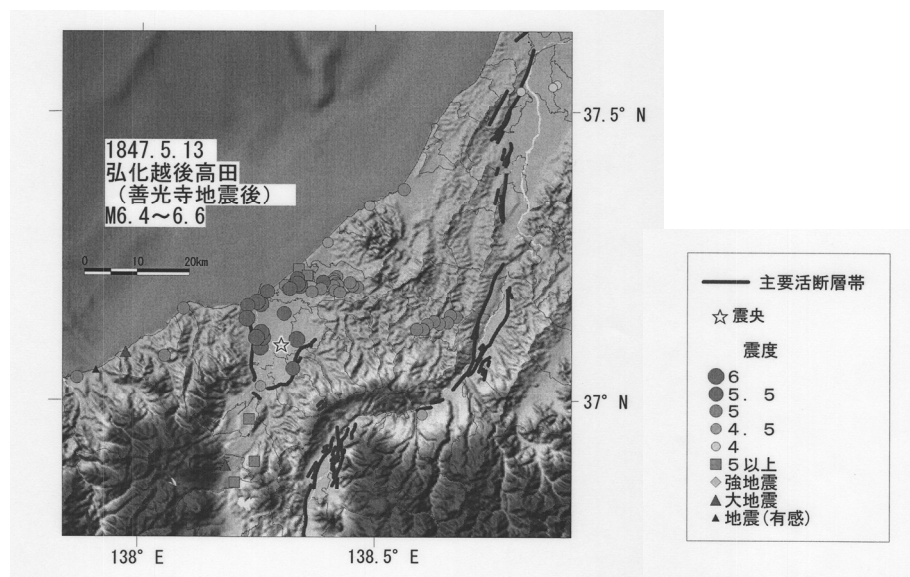 1847.5.13
弘化越後高田
(善光寺地震後)
M6.4～6.6
0 10 20km
37.5° N
37° N
138° E
138.5° E
主要活断層帯
震央
震度
6
5．5
5
4．5
4
5以上
強地震
大地震
地震(有感)